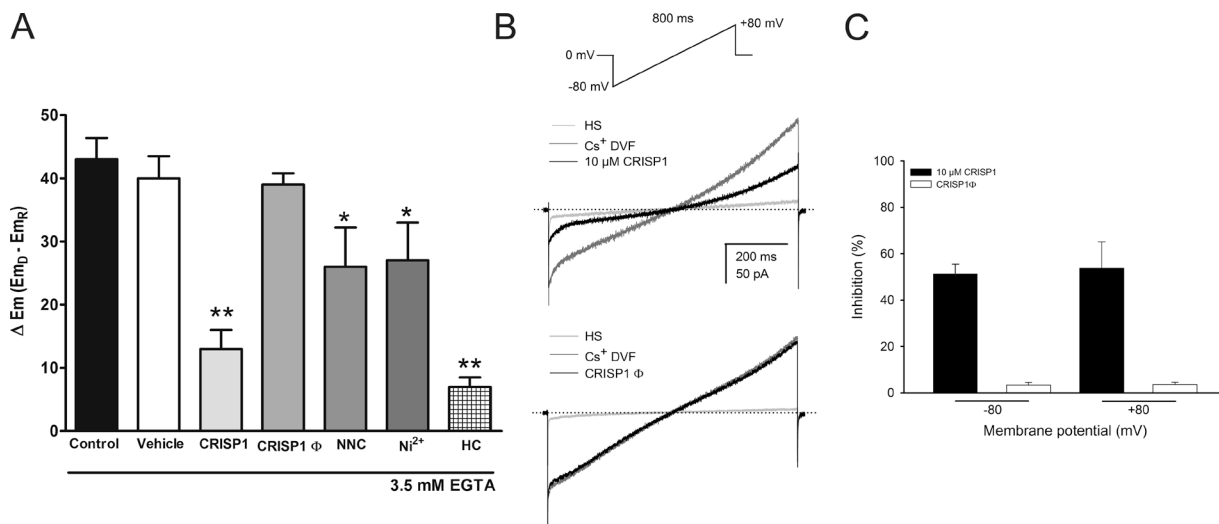 A
Δ Em (Em_D - Em_R)
50
40
30
20
10
0
**
*
*
**
Control Vehicle CRISP1 CRISP1 Φ NNC Ni²⁺ HC
3.5 mM EGTA
B
800 ms
+80 mV
0 mV
-80 mV
HS
Cs⁺ DVF
10 µM CRISP1
200 ms
50 pA
HS
Cs⁺ DVF
CRISP1 Φ
C
10 µM CRISP1
CRISP1Φ
Inhibition (%)
100
80
60
40
20
0
-80 +80
Membrane potential (mV)